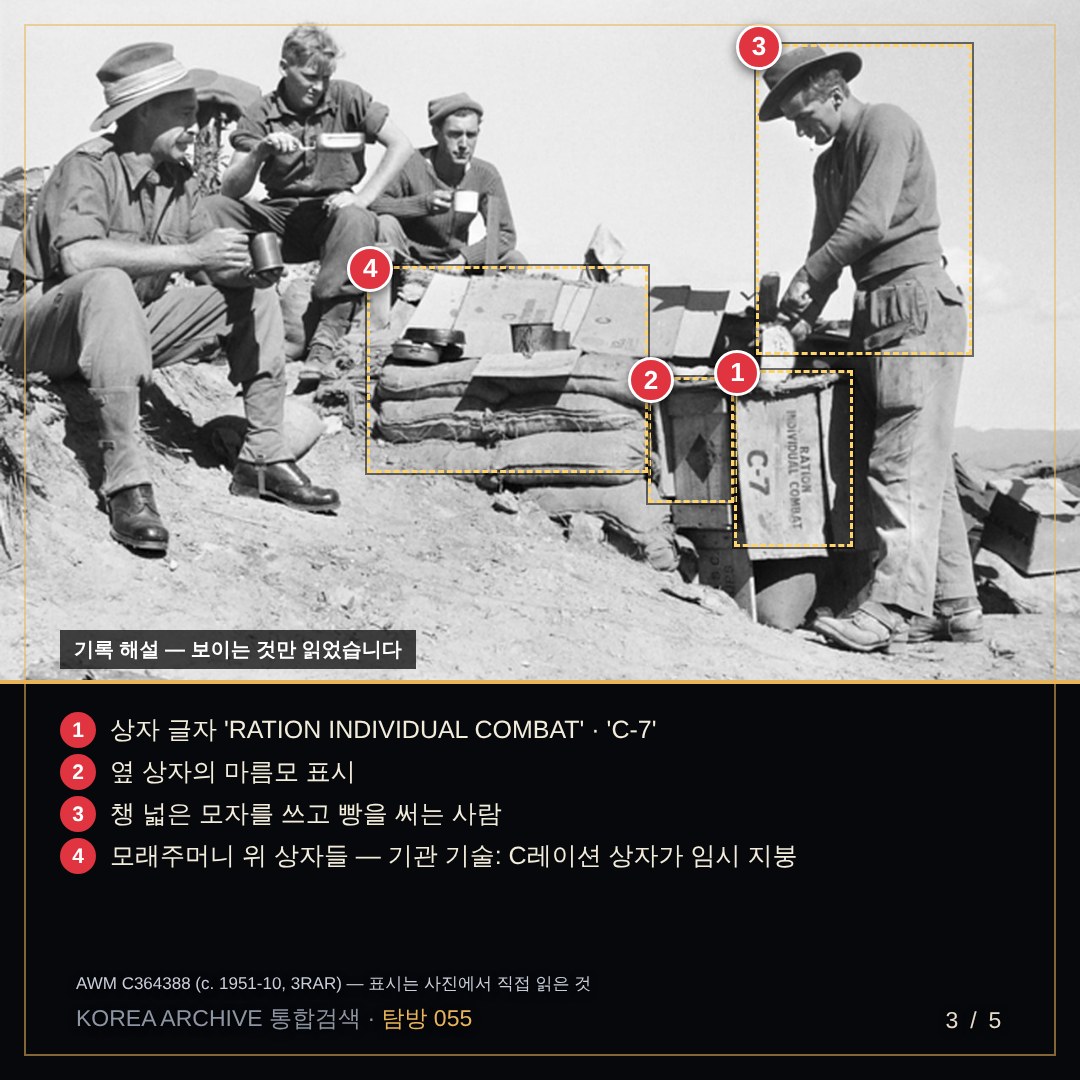 3
4
2
1
RATION
INDIVIDUAL COMBAT
C-7
기록 해설 — 보이는 것만 읽었습니다
1 상자 글자 'RATION INDIVIDUAL COMBAT' · 'C-7'
2 옆 상자의 마름모 표시
3 챙 넓은 모자를 쓰고 빵을 써는 사람
4 모래주머니 위 상자들 — 기관 기술: C레이션 상자가 임시 지붕
AWM C364388 (c. 1951-10, 3RAR) — 표시는 사진에서 직접 읽은 것
KOREA ARCHIVE 통합검색 · 탐방 055
3 / 5